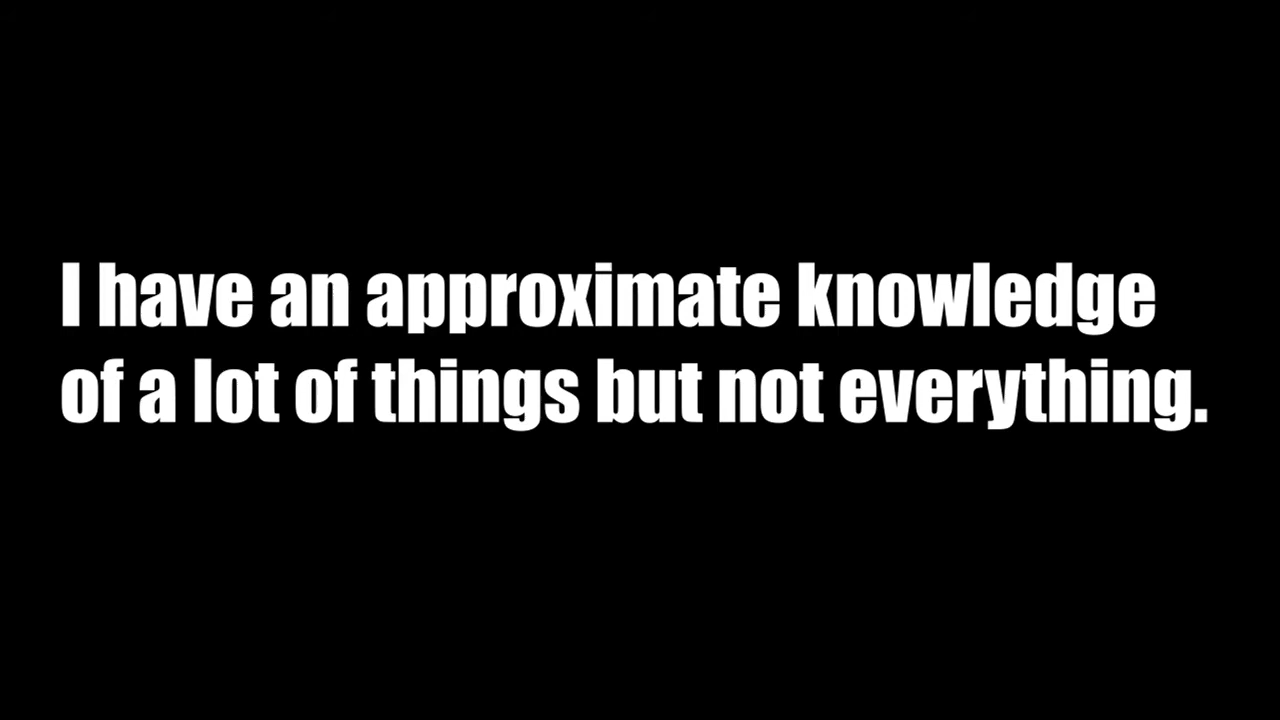 I have an approximate knowledge
of a lot of things but not everything.